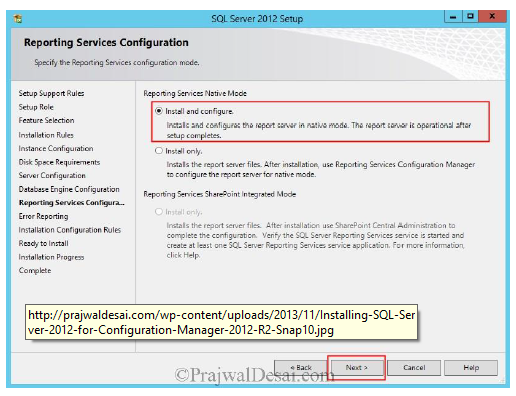 SQL Server 2012 Setup
Reporting Services Configuration
Specify the Reporting Services configuration mode.
Setup Support Rules
Setup Role
Feature Selection
Installation Rules
Instance Configuration
Disk Space Requirements
Server Configuration
Database Engine Configuration
Reporting Services Configura...
Error Reporting
Installation Configuration Rules
Ready to Install
Installation Progress
Complete
Reporting Services Native Mode
Install and configure.
Installs and configures the report server in native mode. The report server is operational after
setup completes.
Install only.
Installs the report server files. After installation, use Reporting Services Configuration Manager
to configure the report server for native mode.
Reporting Services SharePoint Integrated Mode
Install only.
Installs the report server files. After installation use SharePoint Central Administration to
complete the configuration. Verify the SQL Server Reporting Services service is started and
create at least one SQL Server Reporting Services service application. For more information,
click Help.
http://prajwaldesai.com/wp-content/uploads/2013/11/Installing-SQL-Ser
ver-2012-for-Configuration-Manager-2012-R2-Snap10.jpg
< Back
Next >
Cancel
Help
©PrajwalDesai.com